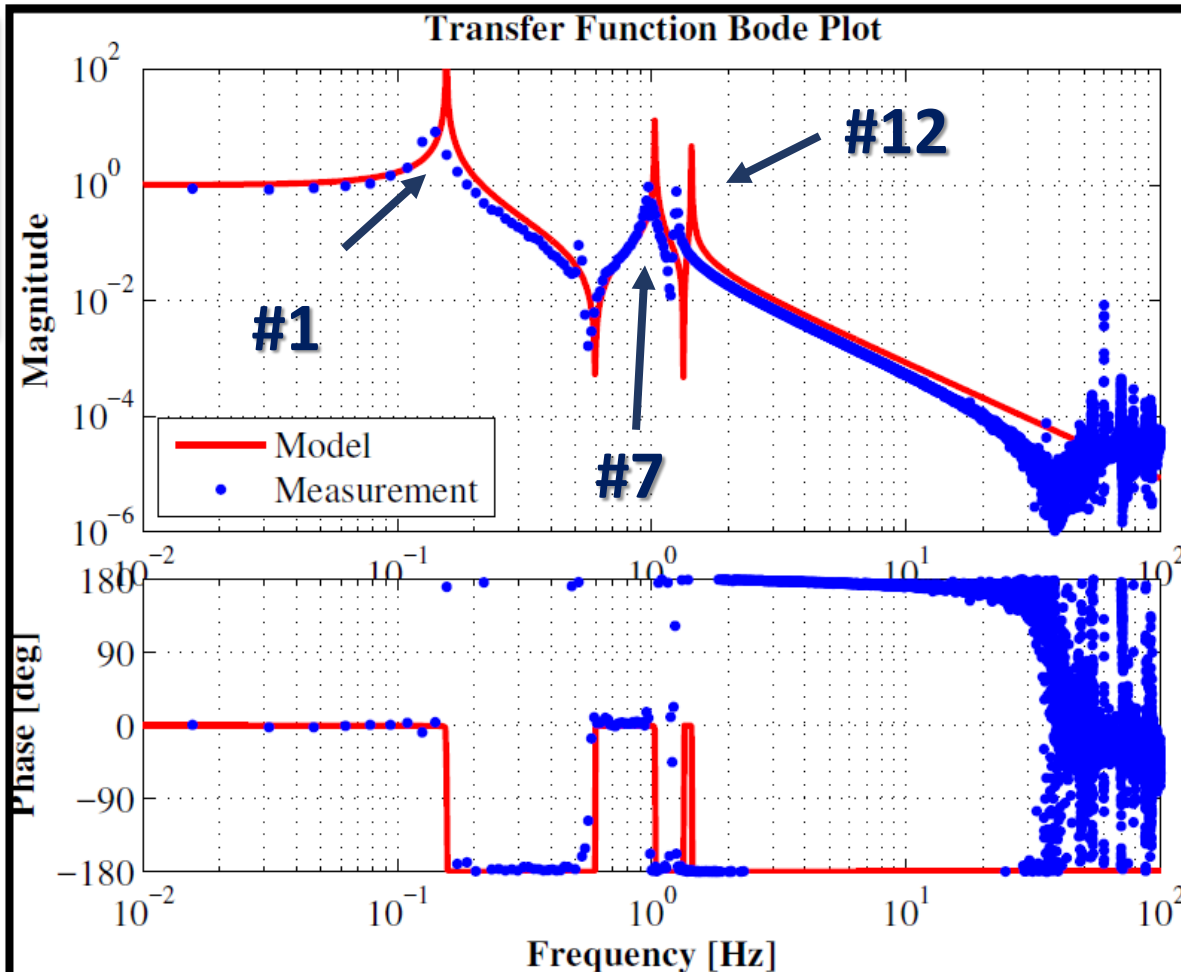 Transfer Function Bode Plot
10^2
10^0
10^-2
10^-4
10^-6
Magnitude
#1
#7
#12
Model
Measurement
10^-2 10^-1 10^0 10^1 10^2
180
90
0
-90
-180
Phase [deg]
10^-2 10^-1 10^0 10^1 10^2
Frequency [Hz]